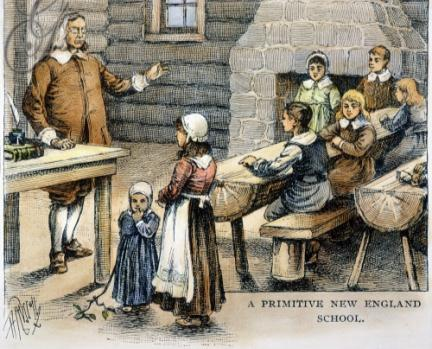 A PRIMITIVE NEW ENGLAND
SCHOOL.